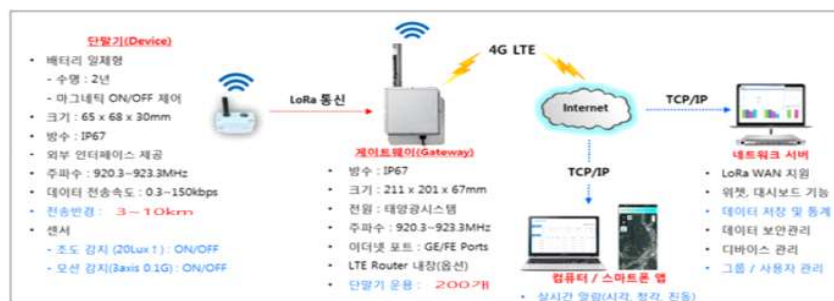 단말기(Device)
• 배터리 일체형
- 수명 : 2년
- 마그네틱 ON/OFF 제어
• 크기 : 65 x 68 x 30mm
• 방수 : IP67
• 외부 인터페이스 제공
• 주파수 : 920.3~923.3MHz
• 데이터 전송속도 : 0.3~150kbps
• 전송반경 : 3~10km
• 센서
- 조도 감지 (20Lux↑) : ON/OFF
- 모션 감지(3axis 0.1G) : ON/OFF
LoRa 통신
게이트웨이(Gateway)
• 방수 : IP67
• 크기 : 211 x 201 x 67mm
• 전원 : 태양광시스템
• 주파수 : 920.3~923.3MHz
• 이더넷 포트 : GE/FE Ports
• LTE Router 내장(옵션)
• 단말기 운용 : 200개
4G LTE
Internet
TCP/IP
TCP/IP
컴퓨터 / 스마트폰 앱
• 실시간 알람(시각, 청각, 진동)
네트워크 서버
• LoRa WAN 지원
• 위젯, 대시보드 기능
• 데이터 저장 및 통계
• 데이터 보안관리
• 디바이스 관리
• 그룹 / 사용자 관리